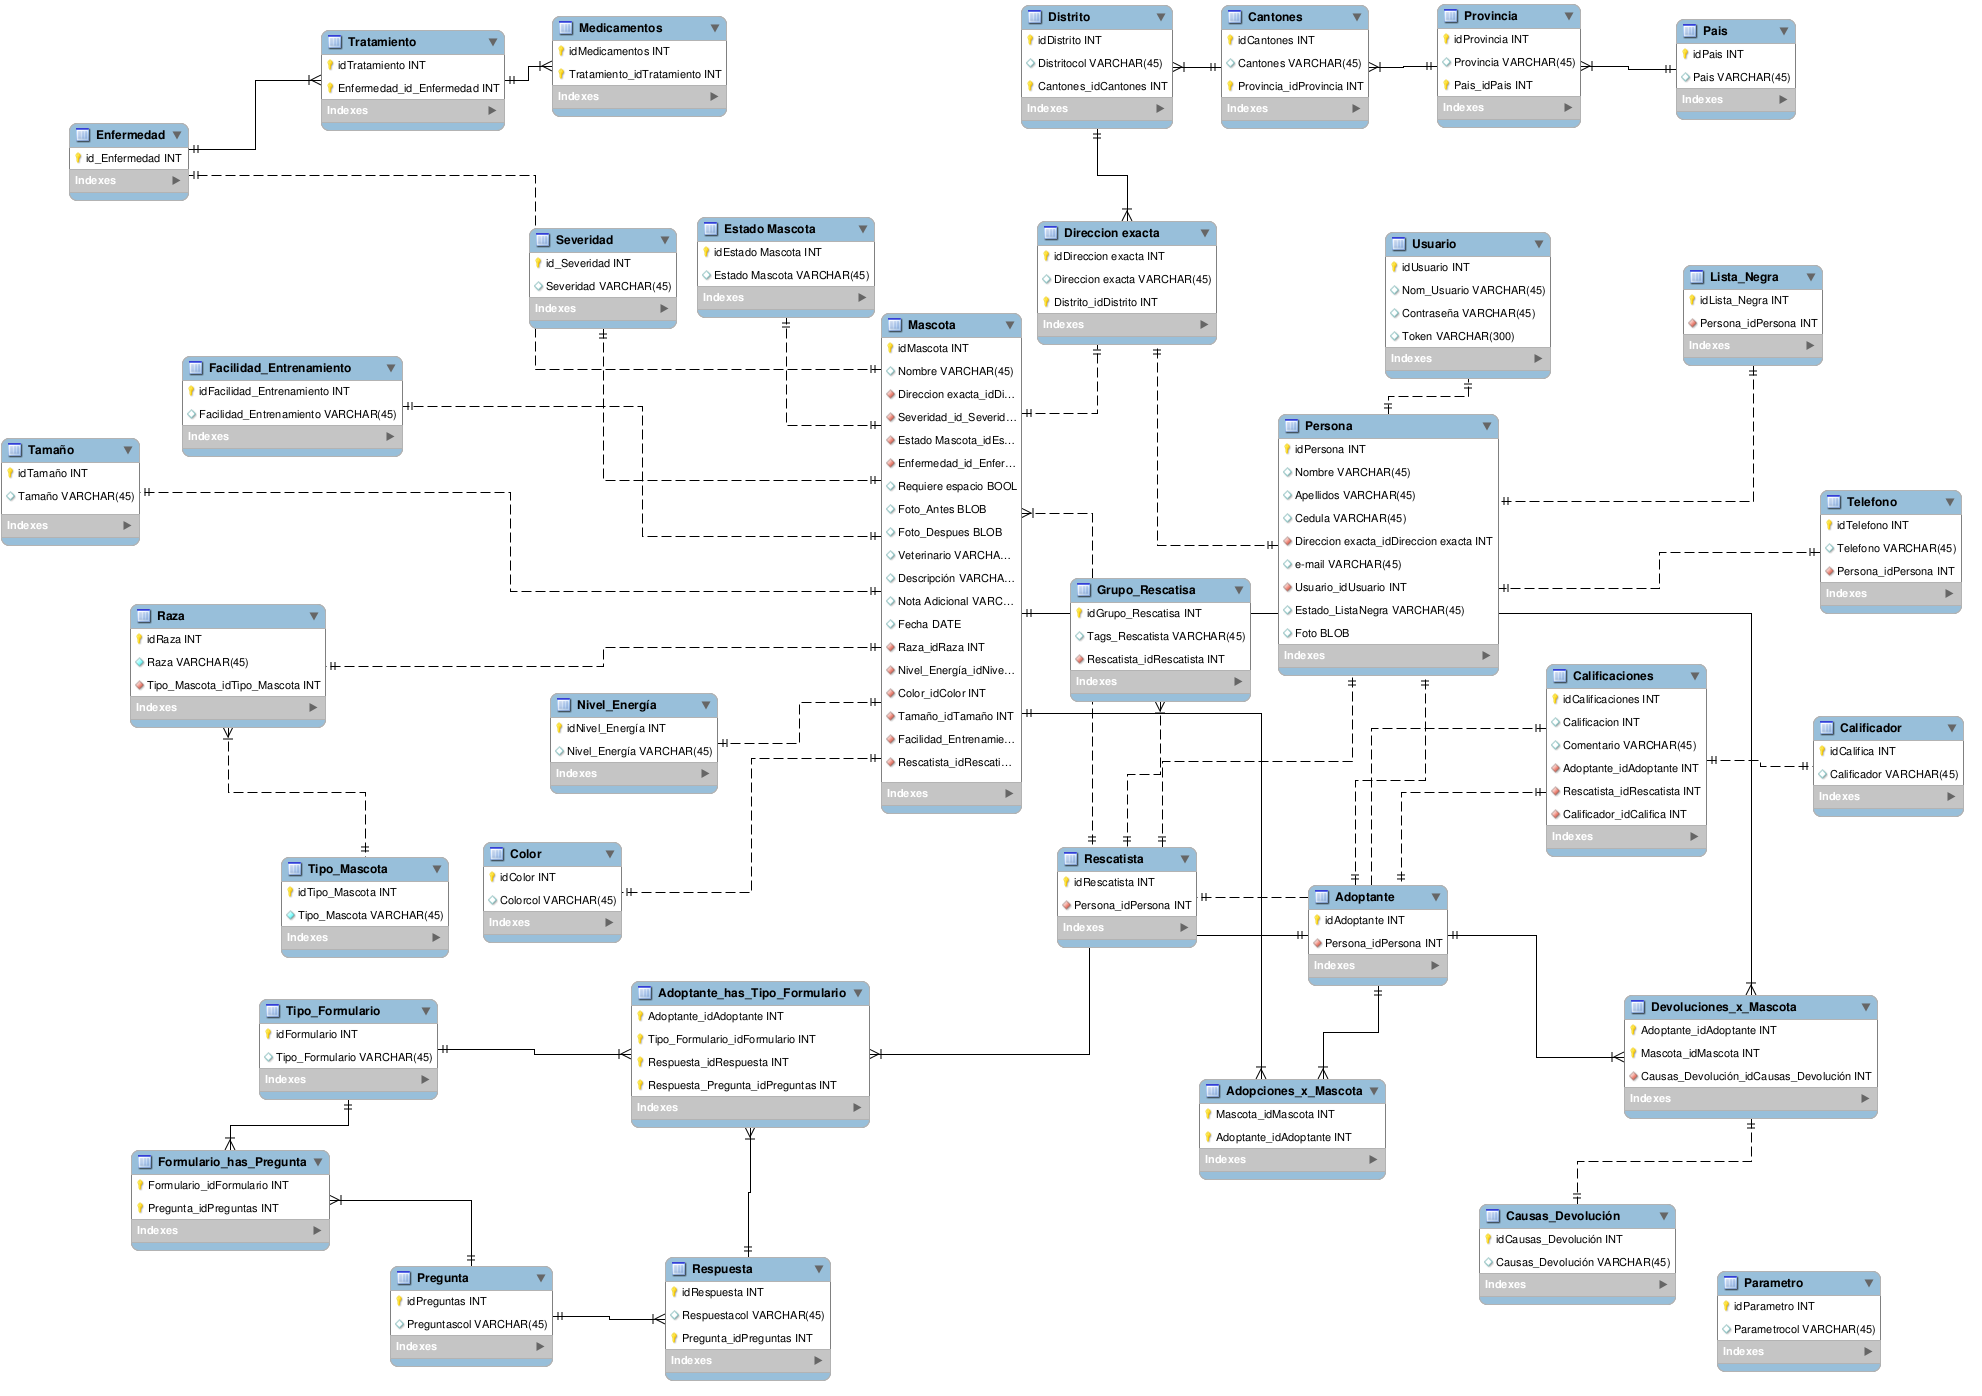 Tratamiento
idTratamiento INT
Enfermedad_id_Enfermedad INT
Indexes
Medicamentos
idMedicamentos INT
Tratamiento_idTratamiento INT
Indexes
Distrito
idDistrito INT
Distritocol VARCHAR(45)
Cantones_idCantones INT
Indexes
Cantones
idCantones INT
Cantones VARCHAR(45)
Provincia_idProvincia INT
Indexes
Provincia
idProvincia INT
Provincia VARCHAR(45)
Pais_idPais INT
Indexes
Pais
idPais INT
Pais VARCHAR(45)
Indexes
Enfermedad
id_Enfermedad INT
Indexes
Severidad
id_Severidad INT
Severidad VARCHAR(45)
Indexes
Estado Mascota
idEstado Mascota INT
Estado Mascota VARCHAR(45)
Indexes
Direccion exacta
idDireccion exacta INT
Direccion exacta VARCHAR(45)
Distrito_idDistrito INT
Indexes
Usuario
idUsuario INT
Nom_Usuario VARCHAR(45)
Contraseña VARCHAR(45)
Token VARCHAR(300)
Indexes
Lista_Negra
idLista_Negra INT
Persona_idPersona INT
Indexes
Facilidad_Entrenamiento
idFacilidad_Entrenamiento INT
Facilidad_Entrenamiento VARCHAR(45)
Indexes
Tamaño
idTamaño INT
Tamaño VARCHAR(45)
Indexes
Mascota
idMascota INT
Nombre VARCHAR(45)
Direccion exacta_idDi...
Severidad_id_Severid...
Estado Mascota_idEs...
Enfermedad_id_Enfer...
Requiere espacio BOOL
Foto_Antes BLOB
Foto_Despues BLOB
Veterinario VARCHA...
Descripción VARCHA...
Nota Adicional VARC...
Fecha DATE
Raza_idRaza INT
Nivel_Energía_idNive...
Color_idColor INT
Tamaño_idTamaño INT
Facilidad_Entrenamie...
Rescatista_idRescati...
Indexes
Persona
idPersona INT
Nombre VARCHAR(45)
Apellidos VARCHAR(45)
Cedula VARCHAR(45)
Direccion exacta_idDireccion exacta INT
e-mail VARCHAR(45)
Usuario_idUsuario INT
Estado_ListaNegra VARCHAR(45)
Foto BLOB
Indexes
Telefono
idTelefono INT
Telefono VARCHAR(45)
Persona_idPersona INT
Indexes
Grupo_Rescatisa
idGrupo_Rescatisa INT
Tags_Rescatista VARCHAR(45)
Rescatista_idRescatista INT
Indexes
Raza
idRaza INT
Raza VARCHAR(45)
Tipo_Mascota_idTipo_Mascota INT
Indexes
Nivel_Energía
idNivel_Energía INT
Nivel_Energía VARCHAR(45)
Indexes
Calificaciones
idCalificaciones INT
Calificacion INT
Comentario VARCHAR(45)
Adoptante_idAdoptante INT
Rescatista_idRescatista INT
Calificador_idCalifica INT
Indexes
Calificador
idCalifica INT
Calificador VARCHAR(45)
Indexes
Tipo_Mascota
idTipo_Mascota INT
Tipo_Mascota VARCHAR(45)
Indexes
Color
idColor INT
Colorcol VARCHAR(45)
Indexes
Rescatista
idRescatista INT
Persona_idPersona INT
Indexes
Adoptante
idAdoptante INT
Persona_idPersona INT
Indexes
Tipo_Formulario
idFormulario INT
Tipo_Formulario VARCHAR(45)
Indexes
Adoptante_has_Tipo_Formulario
Adoptante_idAdoptante INT
Tipo_Formulario_idFormulario INT
Respuesta_idRespuesta INT
Respuesta_Pregunta_idPreguntas INT
Indexes
Adopciones_x_Mascota
Mascota_idMascota INT
Adoptante_idAdoptante INT
Indexes
Devoluciones_x_Mascota
Adoptante_idAdoptante INT
Mascota_idMascota INT
Causas_Devolución_idCausas_Devolución INT
Indexes
Formulario_has_Pregunta
Formulario_idFormulario INT
Pregunta_idPreguntas INT
Indexes
Pregunta
idPreguntas INT
Preguntascol VARCHAR(45)
Indexes
Respuesta
idRespuesta INT
Respuestacol VARCHAR(45)
Pregunta_idPreguntas INT
Indexes
Causas_Devolución
idCausas_Devolución INT
Causas_Devolución VARCHAR(45)
Indexes
Parametro
idParametro INT
Parametrocol VARCHAR(45)
Indexes